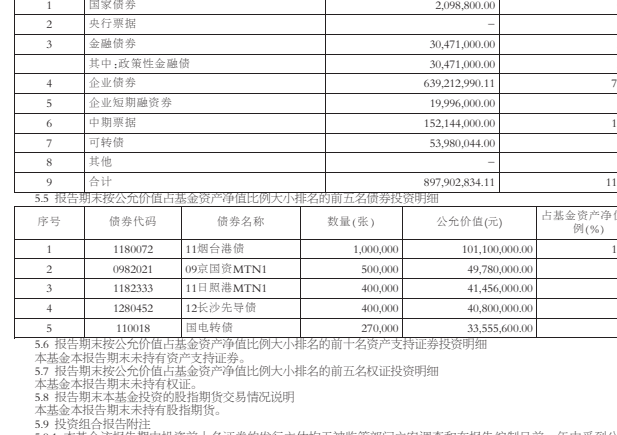 1 国家债券 2,098,800.00
2 央行票据 –
3 金融债券 30,471,000.00
其中:政策性金融债 30,471,000.00
4 企业债券 639,212,990.11 7
5 企业短期融资券 19,996,000.00
6 中期票据 152,144,000.00 1
7 可转债 53,980,044.00
8 其他 –
9 合计 897,902,834.11 11
5.5 报告期末按公允价值占基金资产净值比例大小排名的前五名债券投资明细
序号 债券代码 债券名称 数量(张) 公允价值(元) 占基金资产净
例(%)
1 1180072 11烟台港债 1,000,000 101,100,000.00 1
2 0982021 09京国资MTN1 500,000 49,780,000.00
3 1182333 11日照港MTN1 400,000 41,456,000.00
4 1280452 12长沙先导债 400,000 40,800,000.00
5 110018 国电转债 270,000 33,555,600.00
5.6 报告期末按公允价值占基金资产净值比例大小排名的前十名资产支持证券投资明细
本基金本报告期末未持有资产支持证券。
5.7 报告期末按公允价值占基金资产净值比例大小排名的前五名权证投资明细
本基金本报告期末未持有权证。
5.8 报告期末本基金投资的股指期货交易情况说明
本基金本报告期末未持有股指期货。
5.9 投资组合报告附注